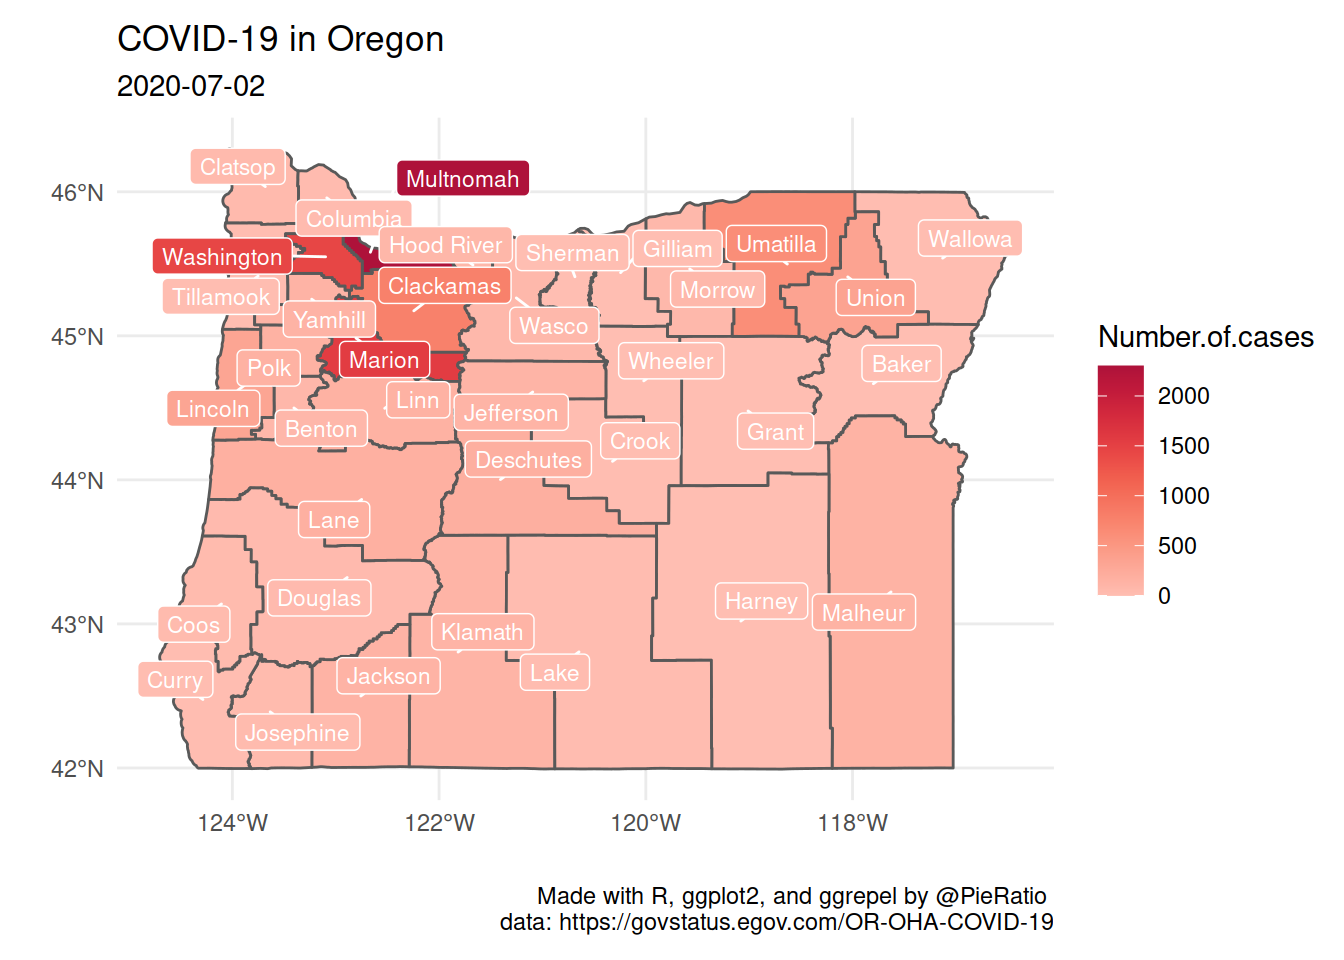 COVID-19 in Oregon
2020-07-02
46°N
45°N
44°N
43°N
42°N
124°W
122°W
120°W
118°W
Clatsop
Columbia
Multnomah
Washington
Hood River
Sherman
Gilliam
Umatilla
Wallowa
Tillamook
Clackamas
Morrow
Union
Yamhill
Wasco
Marion
Polk
Wheeler
Baker
Lincoln
Linn
Jefferson
Benton
Crook
Grant
Deschutes
Lane
Douglas
Harney
Malheur
Coos
Klamath
Curry
Jackson
Lake
Josephine
Number.of.cases
2000
1500
1000
500
0
Made with R, ggplot2, and ggrepel by @PieRatio
data: https://govstatus.egov.com/OR-OHA-COVID-19